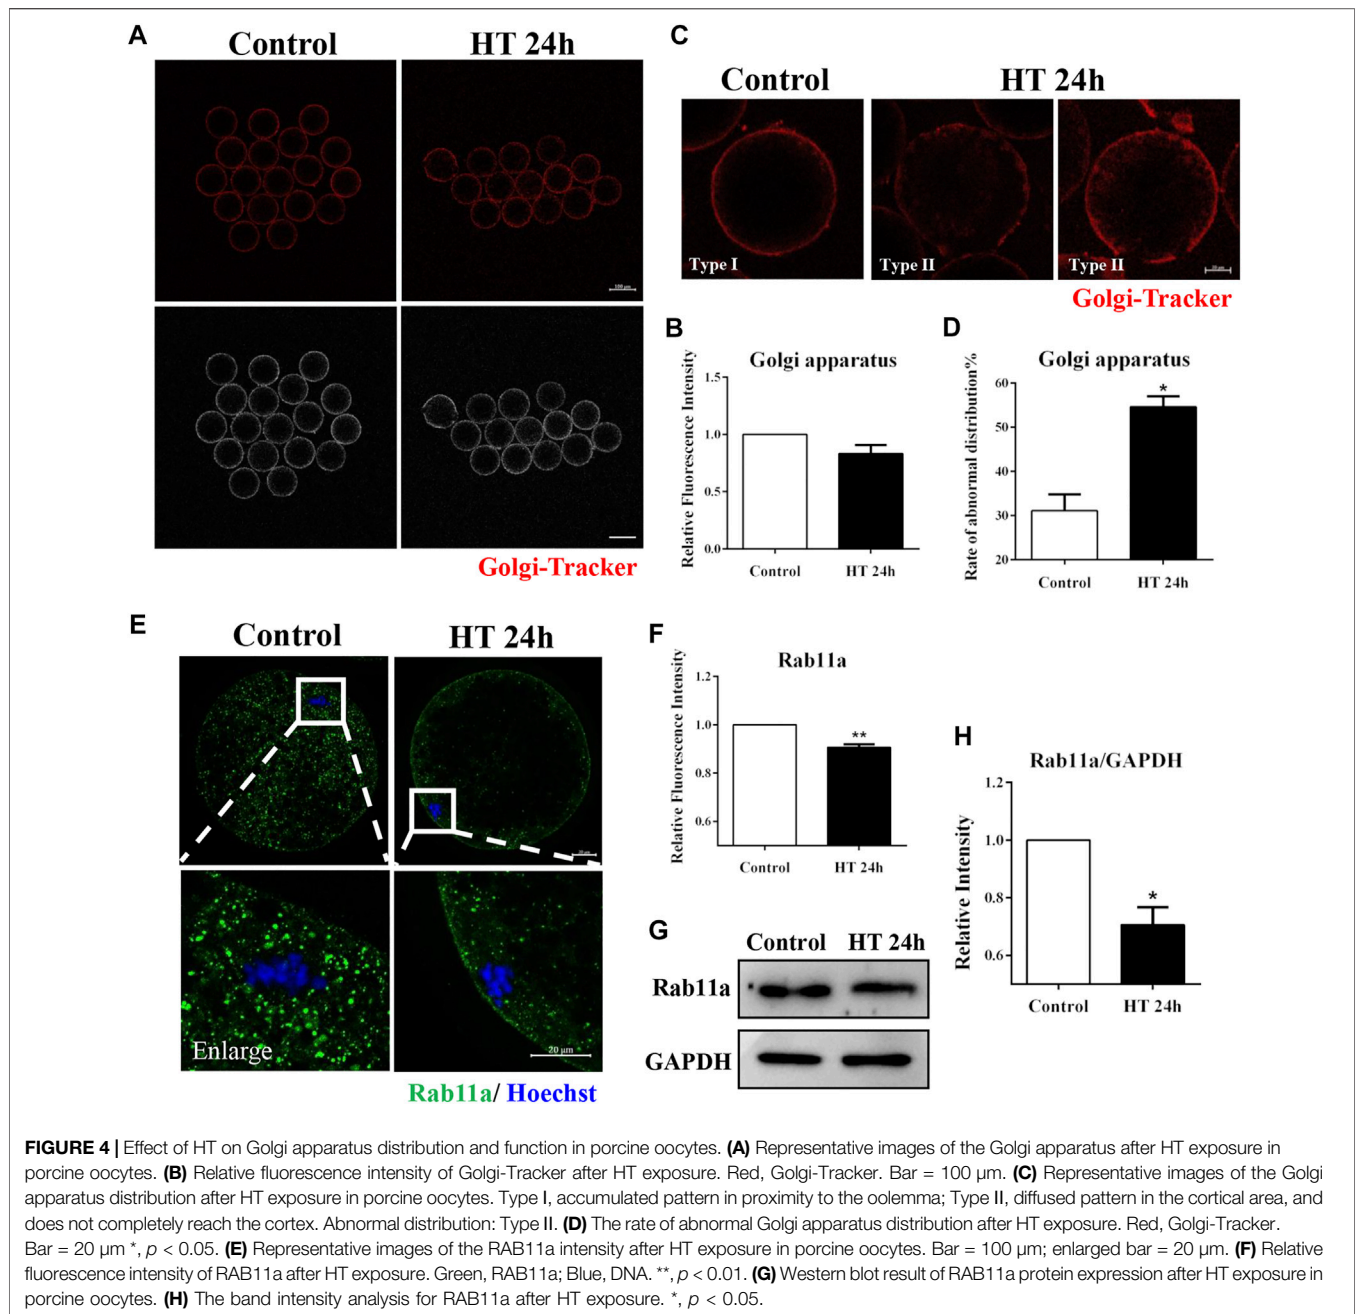 A
Control
HT 24h
100 μm
Golgi-Tracker
C
Control
HT 24h
Type I
Type II
Type II
20 μm
Golgi-Tracker
B
Golgi apparatus
Relative Fluorescence Intensity
1.5
1.0
0.5
0.0
Control
HT 24h
D
Golgi apparatus
Rate of abnormal distribution%
60
50
40
30
20
*
Control
HT 24h
E
Control
HT 24h
Enlarge
20 μm
Rab11a/ Hoechst
F
Rab11a
Relative Fluorescence Intensity
1.2
1.0
0.8
0.6
**
Control
HT 24h
G
Control
HT 24h
Rab11a
GAPDH
H
Rab11a/GAPDH
Relative Intensity
1.2
1.0
0.8
0.6
*
Control
HT 24h
FIGURE 4 | Effect of HT on Golgi apparatus distribution and function in porcine oocytes. (A) Representative images of the Golgi apparatus after HT exposure in
porcine oocytes. (B) Relative fluorescence intensity of Golgi-Tracker after HT exposure. Red, Golgi-Tracker. Bar = 100 μm. (C) Representative images of the Golgi
apparatus distribution after HT exposure in porcine oocytes. Type I, accumulated pattern in proximity to the oolemma; Type II, diffused pattern in the cortical area, and
does not completely reach the cortex. Abnormal distribution: Type II. (D) The rate of abnormal Golgi apparatus distribution after HT exposure. Red, Golgi-Tracker.
Bar = 20 μm *, p < 0.05. (E) Representative images of the RAB11a intensity after HT exposure in porcine oocytes. Bar = 100 μm; enlarged bar = 20 μm. (F) Relative
fluorescence intensity of RAB11a after HT exposure. Green, RAB11a; Blue, DNA. **, p < 0.01. (G) Western blot result of RAB11a protein expression after HT exposure in
porcine oocytes. (H) The band intensity analysis for RAB11a after HT exposure. *, p < 0.05.